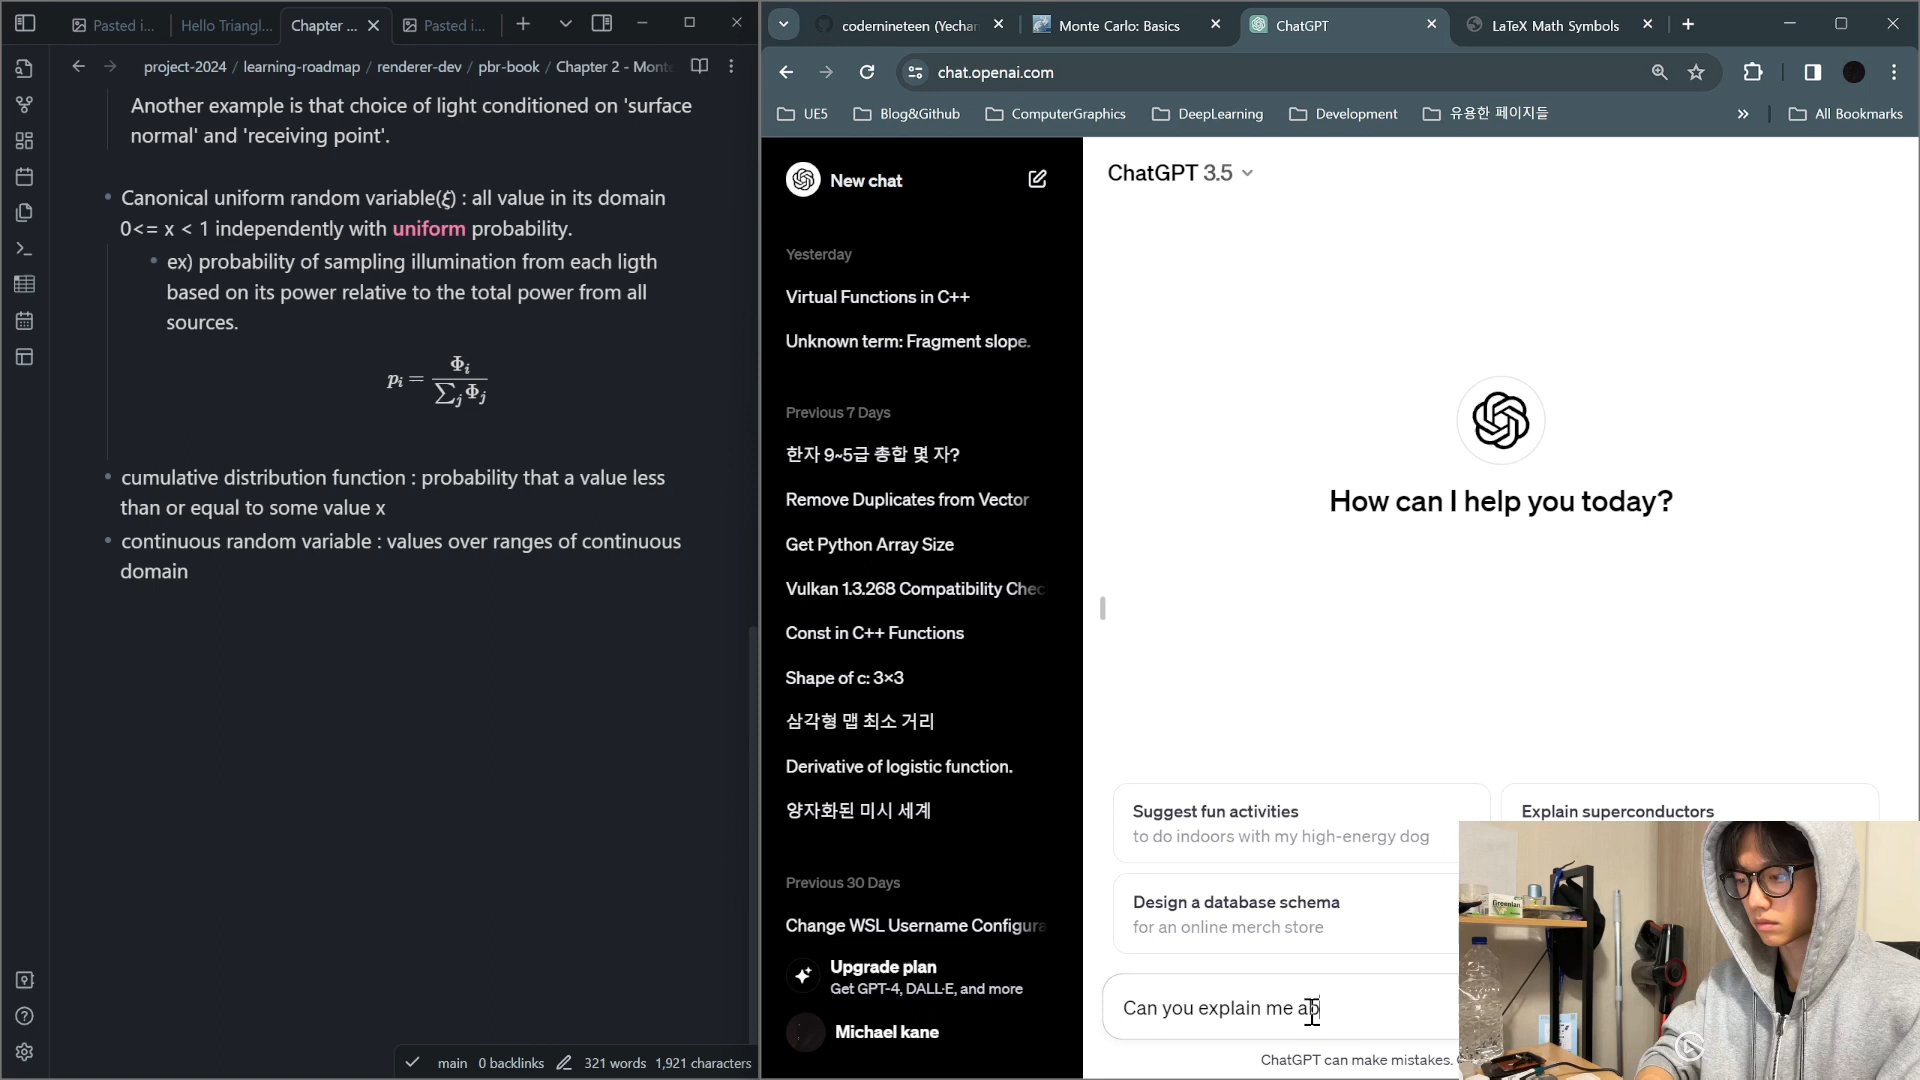 Pasted i...
Hello Triangl...
Chapter ...
Pasted i...
project-2024 / learning-roadmap / renderer-dev / pbr-book / Chapter 2 - Monte
Another example is that choice of light conditioned on 'surface
normal' and 'receiving point'.
Canonical uniform random variable(ξ) : all value in its domain
0<= x < 1 independently with uniform probability.
ex) probability of sampling illumination from each ligth
based on its power relative to the total power from all
sources.
p_i = Φ_i / ∑_j Φ_j
cumulative distribution function : probability that a value less
than or equal to some value x
continuous random variable : values over ranges of continuous
domain
main 0 backlinks 321 words 1,921 characters
codernineteen (Yechan
Monte Carlo: Basics
ChatGPT
LaTeX Math Symbols
chat.openai.com
UE5
Blog&Github
ComputerGraphics
DeepLearning
Development
유용한 페이지들
All Bookmarks
New chat
Yesterday
Virtual Functions in C++
Unknown term: Fragment slope.
Previous 7 Days
한자 9~5급 총합 몇 자?
Remove Duplicates from Vector
Get Python Array Size
Vulkan 1.3.268 Compatibility Chec
Const in C++ Functions
Shape of c: 3×3
삼각형 맵 최소 거리
Derivative of logistic function.
양자화된 미시 세계
Previous 30 Days
Change WSL Username Configura
Upgrade plan
Get GPT-4, DALL·E, and more
Michael kane
ChatGPT 3.5
How can I help you today?
Suggest fun activities
to do indoors with my high-energy dog
Explain superconductors
Design a database schema
for an online merch store
Can you explain me ab
ChatGPT can make mistakes.
Greenlan